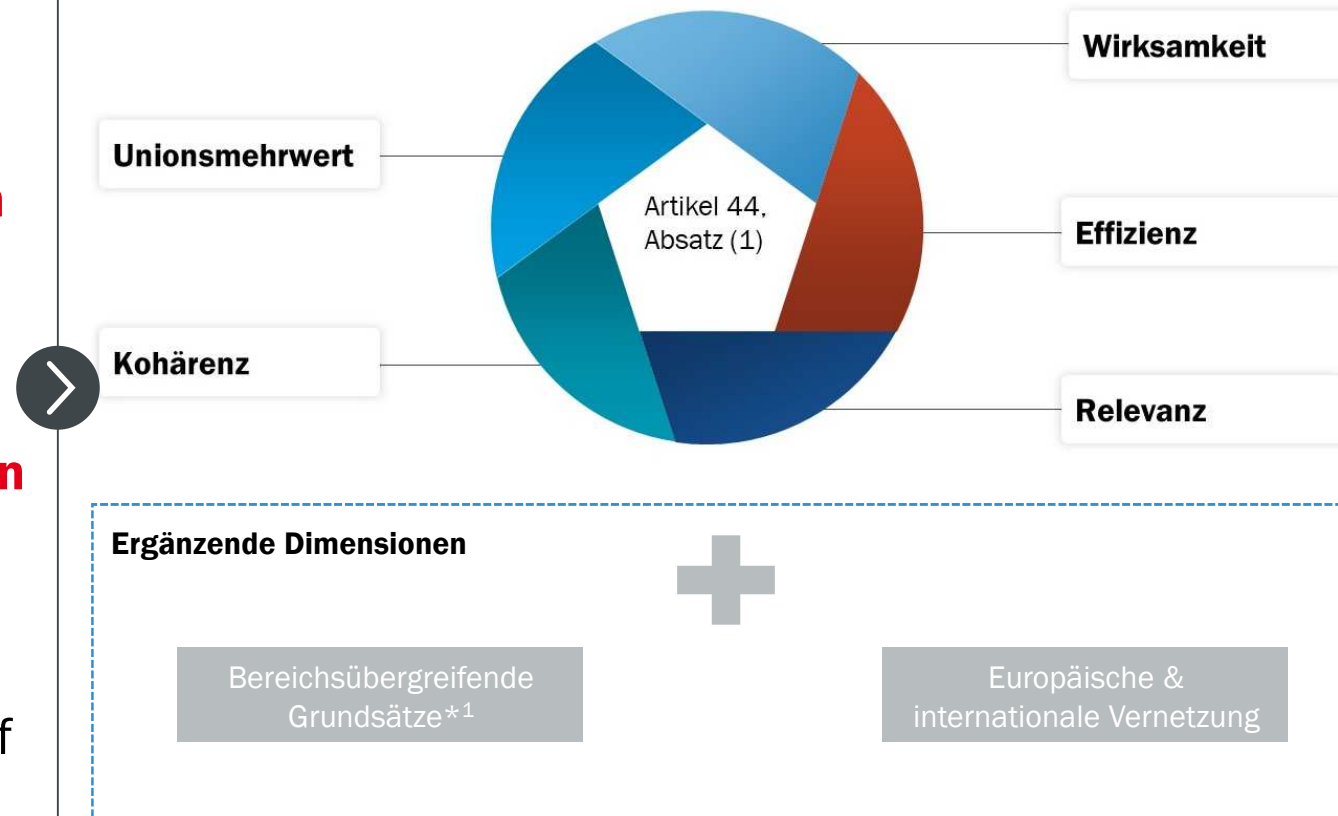 Wirksamkeit
Unionsmehrwert
Artikel 44,
Absatz (1)
Effizienz
Kohärenz
Relevanz
n
f
Ergänzende Dimensionen
Bereichsübergreifende
Grundsätze*¹
Europäische &
internationale Vernetzung